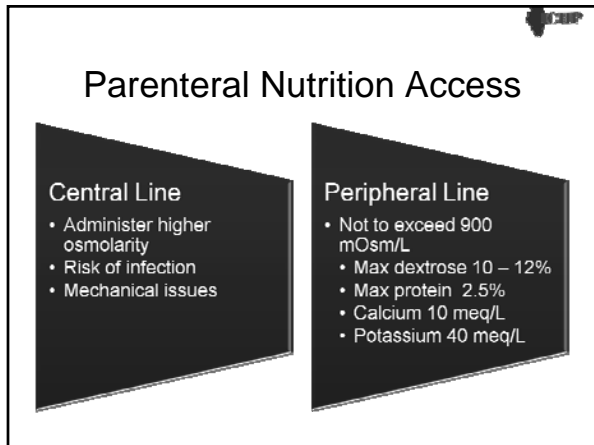 Parenteral Nutrition Access
Central Line
• Administer higher
osmolarity
• Risk of infection
• Mechanical issues
Peripheral Line
• Not to exceed 900
mOsm/L
• Max dextrose 10 – 12%
• Max protein 2.5%
• Calcium 10 meq/L
• Potassium 40 meq/L